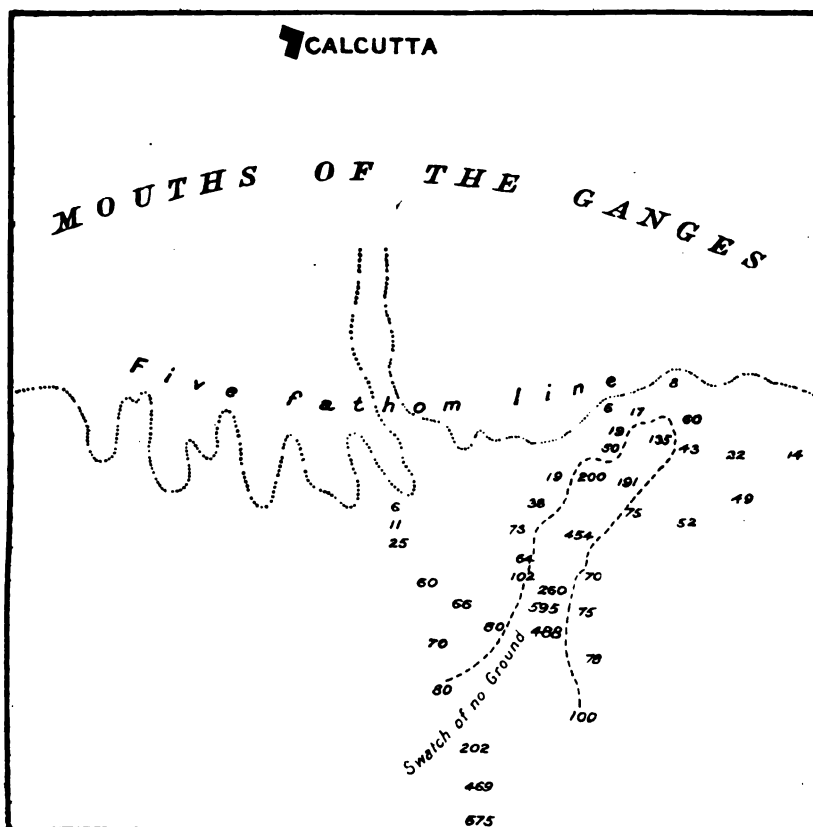 CALCUTTA
MOUTHS OF THE GANGES
Five fathom line
8
6 17
60
19
50 135 43 32 14
19 200 191
49
38
75
73 454 52
6
11
25
64
102 70
60 260
66 595 75
80 488
70
78
80
100
Swatch of no Ground
202
469
675